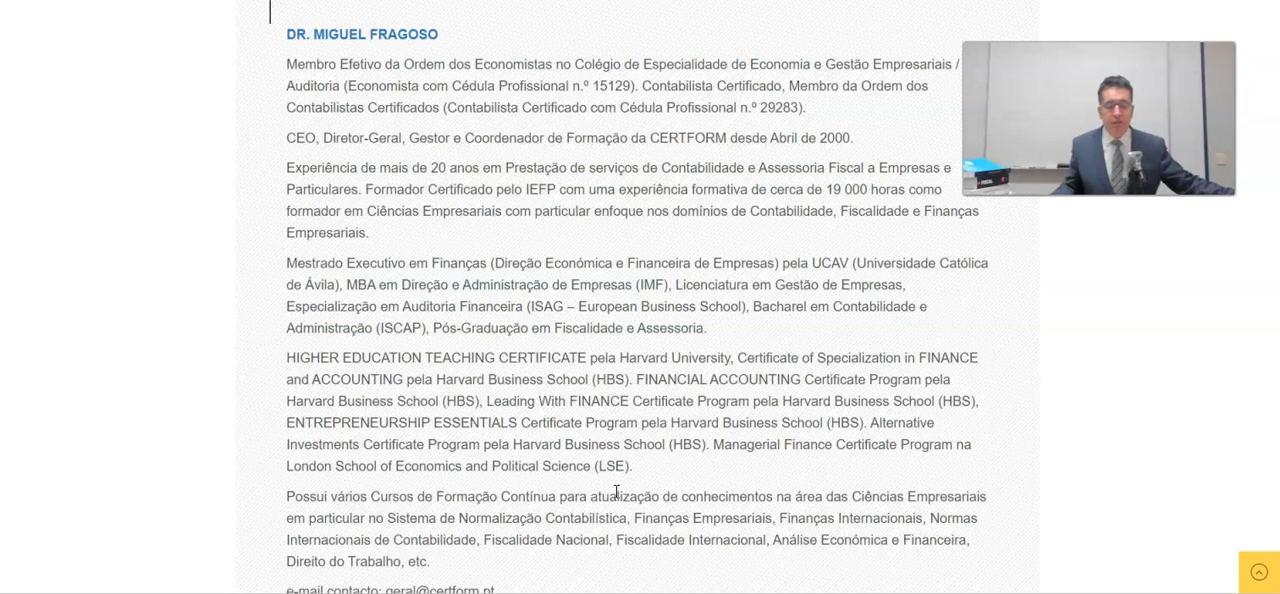 DR. MIGUEL FRAGOSO
Membro Efetivo da Ordem dos Economistas no Colégio de Especialidade de Economia e Gestão Empresariais /
Auditoria (Economista com Cédula Profissional n.º 15129). Contabilista Certificado, Membro da Ordem dos
Contabilistas Certificados (Contabilista Certificado com Cédula Profissional n.º 29283).
CEO, Diretor-Geral, Gestor e Coordenador de Formação da CERTFORM desde Abril de 2000.
Experiência de mais de 20 anos em Prestação de serviços de Contabilidade e Assessoria Fiscal a Empresas e
Particulares. Formador Certificado pelo IEFP com uma experiência formativa de cerca de 19 000 horas como
formador em Ciências Empresariais com particular enfoque nos domínios de Contabilidade, Fiscalidade e Finanças
Empresariais.
Mestrado Executivo em Finanças (Direção Económica e Financeira de Empresas) pela UCAV (Universidade Católica
de Ávila), MBA em Direção e Administração de Empresas (IMF), Licenciatura em Gestão de Empresas,
Especialização em Auditoria Financeira (ISAG – European Business School), Bacharel em Contabilidade e
Administração (ISCAP), Pós-Graduação em Fiscalidade e Assessoria.
HIGHER EDUCATION TEACHING CERTIFICATE pela Harvard University, Certificate of Specialization in FINANCE
and ACCOUNTING pela Harvard Business School (HBS). FINANCIAL ACCOUNTING Certificate Program pela
Harvard Business School (HBS), Leading With FINANCE Certificate Program pela Harvard Business School (HBS),
ENTREPRENEURSHIP ESSENTIALS Certificate Program pela Harvard Business School (HBS). Alternative
Investments Certificate Program pela Harvard Business School (HBS). Managerial Finance Certificate Program na
London School of Economics and Political Science (LSE).
Possui vários Cursos de Formação Contínua para atualização de conhecimentos na área das Ciências Empresariais
em particular no Sistema de Normalização Contabilística, Finanças Empresariais, Finanças Internacionais, Normas
Internacionais de Contabilidade, Fiscalidade Nacional, Fiscalidade Internacional, Análise Económica e Financeira,
Direito do Trabalho, etc.
e-mail contacto: geral@certform.pt